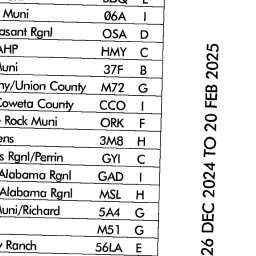 Muni Ø6A I
asant Rgnl OSA D
AHP HMY C
Muni 37F B
ny/Union County M72 G
Coweta County CCO I
Rock Muni ORK F
ens 3M8 H
s Rgnl/Perrin GYI C
Alabama Rgnl GAD I
Alabama Rgnl MSL H
Muni/Richard 5A4 G
M51 G
y Ranch 56LA E
26 DEC 2024 TO 20 FEB 2025